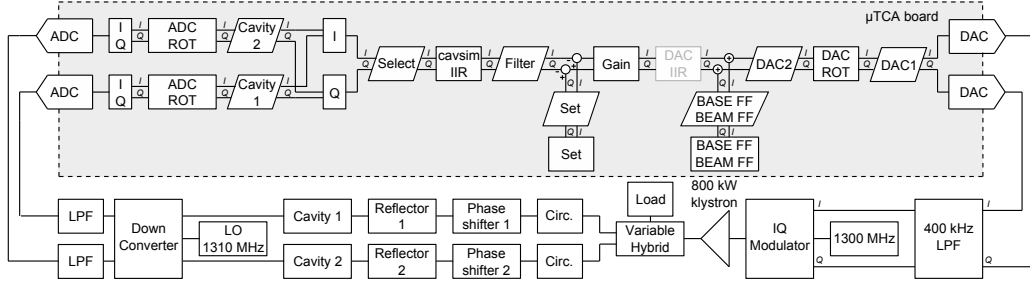 µTCA board
ADC
I
Q
ADC
ROT
Cavity
2
I
DAC
ADC
I
Q
ADC
ROT
Cavity
1
Q
Select
cavsim
IIR
Filter
Gain
DAC
IIR
DAC2
DAC
ROT
DAC1
DAC
I
Q
I
Q
I
Q
I
Q
I
Q
I
Q
I
Q
I
Q
I
Q
I
Q
I
Q
I
Q
I
Q
-
+
-
+
Set
BASE FF
BEAM FF
Q I
Q I
Set
BASE FF
BEAM FF
800 kW
klystron
LPF
Down
Converter
LO
1310 MHz
Cavity 1
Reflector
1
Phase
shifter 1
Circ.
Load
Variable
Hybrid
IQ
Modulator
I
1300 MHz
Q
I
400 kHz
LPF
Q
LPF
Cavity 2
Reflector
2
Phase
shifter 2
Circ.